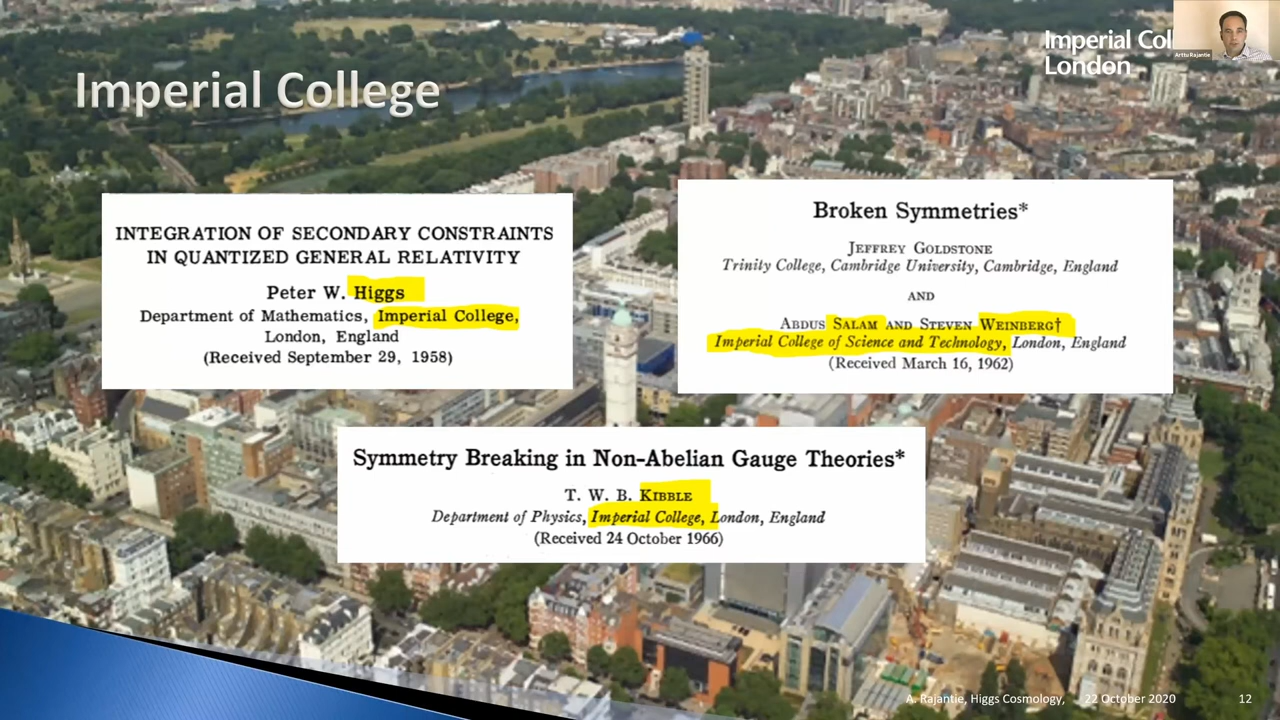 Imperial College
Imperial Col
London
Arttu Rajantie
INTEGRATION OF SECONDARY CONSTRAINTS
IN QUANTIZED GENERAL RELATIVITY
Peter W. Higgs
Department of Mathematics, Imperial College,
London, England
(Received September 29, 1958)
Broken Symmetries*
JEFFREY GOLDSTONE
Trinity College, Cambridge University, Cambridge, England
AND
ABDUS SALAM AND STEVEN WEINBERG†
Imperial College of Science and Technology, London, England
(Received March 16, 1962)
Symmetry Breaking in Non-Abelian Gauge Theories*
T. W. B. KIBBLE
Department of Physics, Imperial College, London, England
(Received 24 October 1966)
A. Rajantie, Higgs Cosmology, 22 October 2020 12